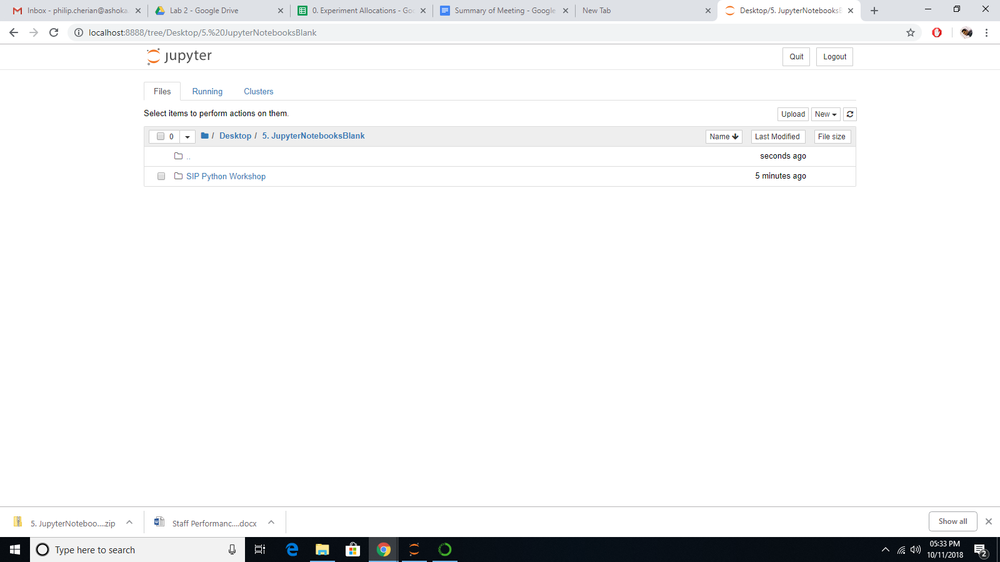 Inbox - philip.cherian@ashoka
Lab 2 - Google Drive
0. Experiment Allocations - Goo
Summary of Meeting - Google
New Tab
Desktop/5. JupyterNotebooksB
localhost:8888/tree/Desktop/5.%20JupyterNotebooksBlank
jupyter
Quit
Logout
Files
Running
Clusters
Select items to perform actions on them.
Upload
New
0
/ Desktop / 5. JupyterNotebooksBlank
Name
Last Modified
File size
..
seconds ago
SIP Python Workshop
5 minutes ago
5. JupyterNoteboo....zip
Staff Performanc....docx
Show all
Type here to search
05:33 PM
10/11/2018
2